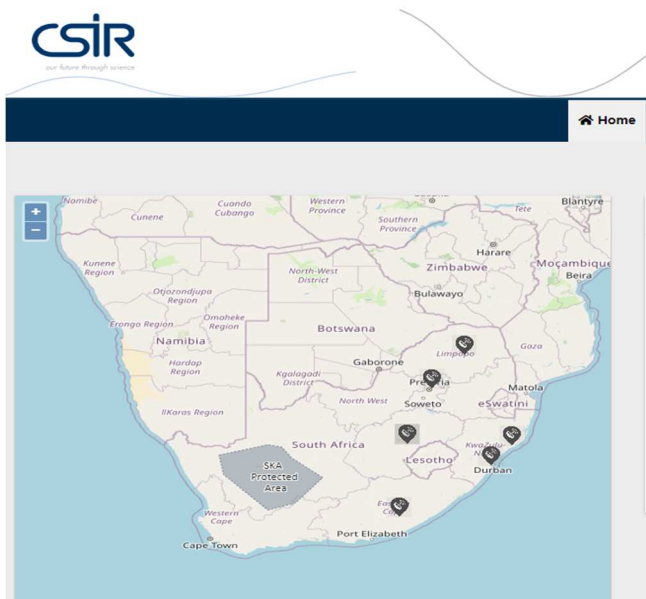 CSIR
our future through science
Home
+
−
Namibe
Cunene
Cuando
Cubango
Western
Province
Southern
Province
Tete
Blantyre
Harare
Kunene
Region
North-West
District
Zimbabwe
Moçambique
Beira
Otjozondjupa
Region
Bulawayo
Erongo Region
Omaheke
Region
Botswana
Namibia
Limpopo
Gaza
Hardap
Region
Gaborone
Kgalagadi
District
Matola
North West
Soweto
eSwatini
IIKaras Region
South Africa
Lesotho
SKA
Protected
Area
Durban
Western
Cape
Port Elizabeth
Cape Town